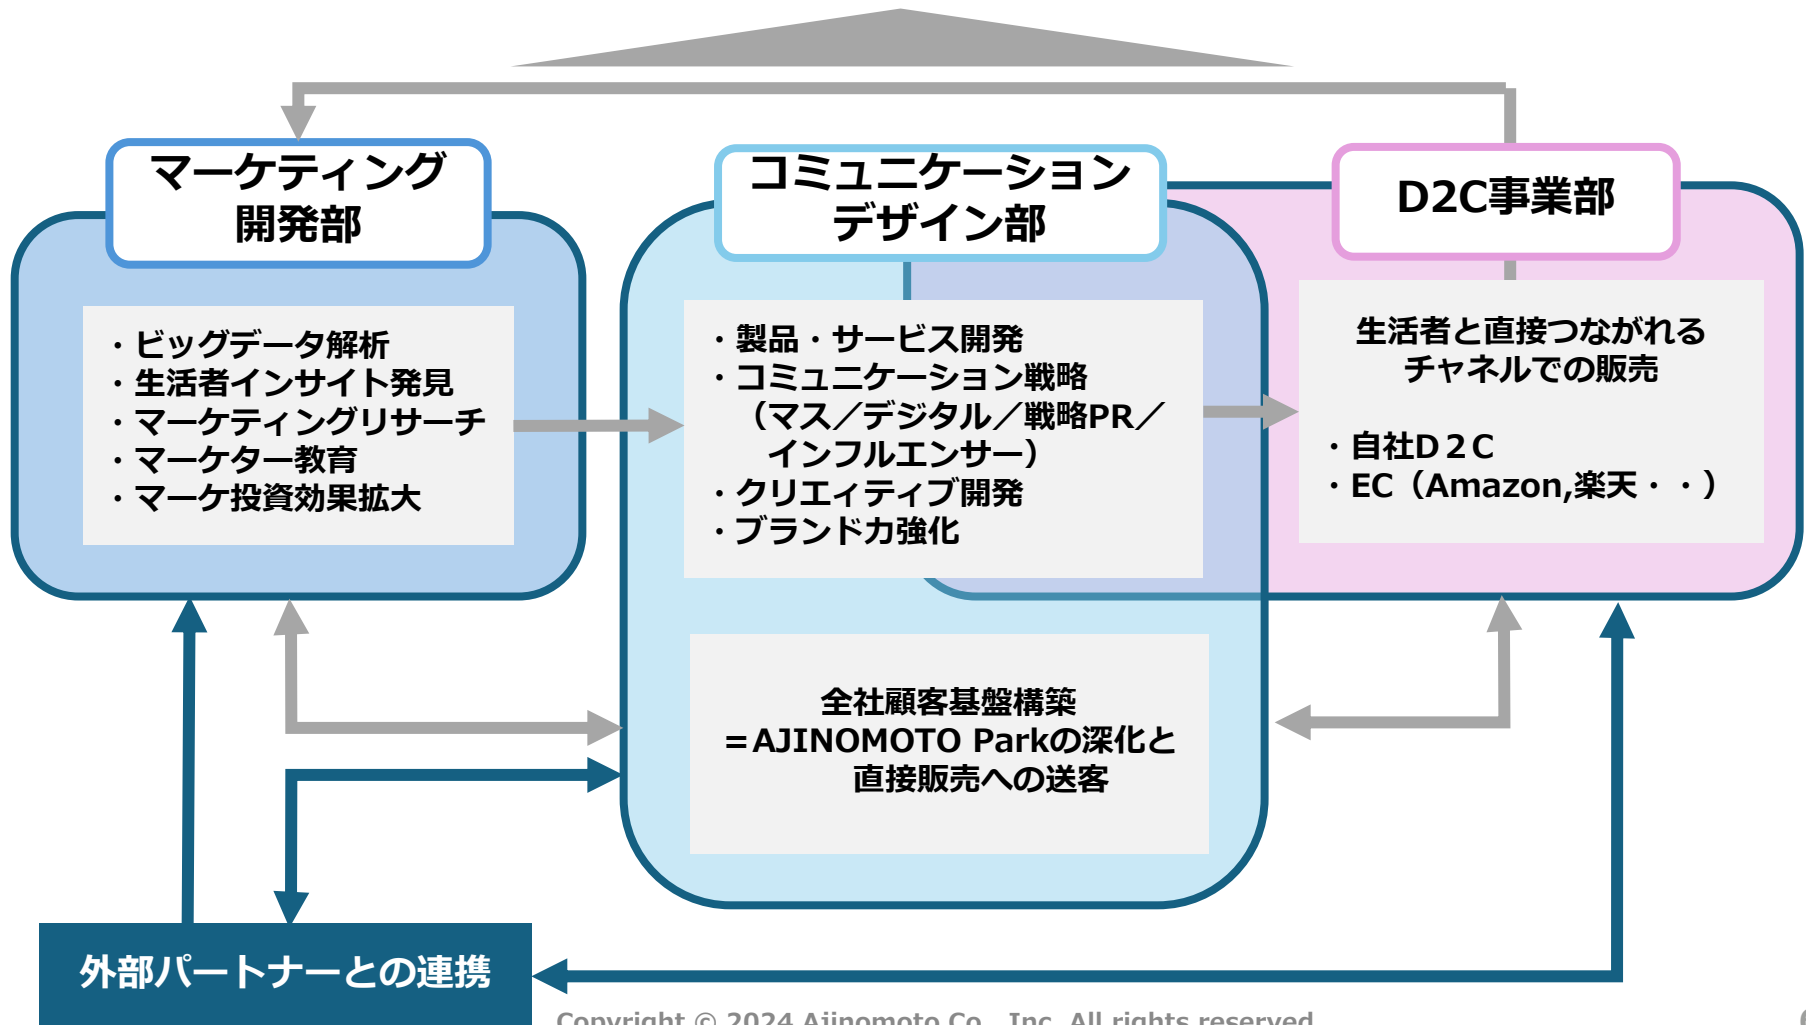 マーケティング
開発部
・ビッグデータ解析
・生活者インサイト発見
・マーケティングリサーチ
・マーケター教育
・マーケ投資効果拡大
コミュニケーション
デザイン部
・製品・サービス開発
・コミュニケーション戦略
（マス／デジタル／戦略PR／
インフルエンサー）
・クリエィティブ開発
・ブランド力強化
全社顧客基盤構築
＝AJINOMOTO Parkの深化と
直接販売への送客
D2C事業部
生活者と直接つながれる
チャネルでの販売
・自社D２C
・EC（Amazon,楽天・・）
外部パートナーとの連携
Copyright © 2024 Ajinomoto Co., Inc. All rights reserved